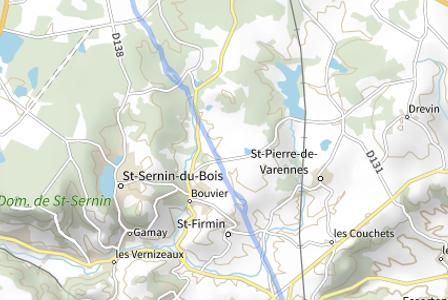 D138
Drevin
St-Pierre-de-
Varennes
D131
St-Sernin-du-Bois
Dom. de St-Sernin
Bouvier
St-Firmin
Gamay
les Couchets
les Vernizeaux